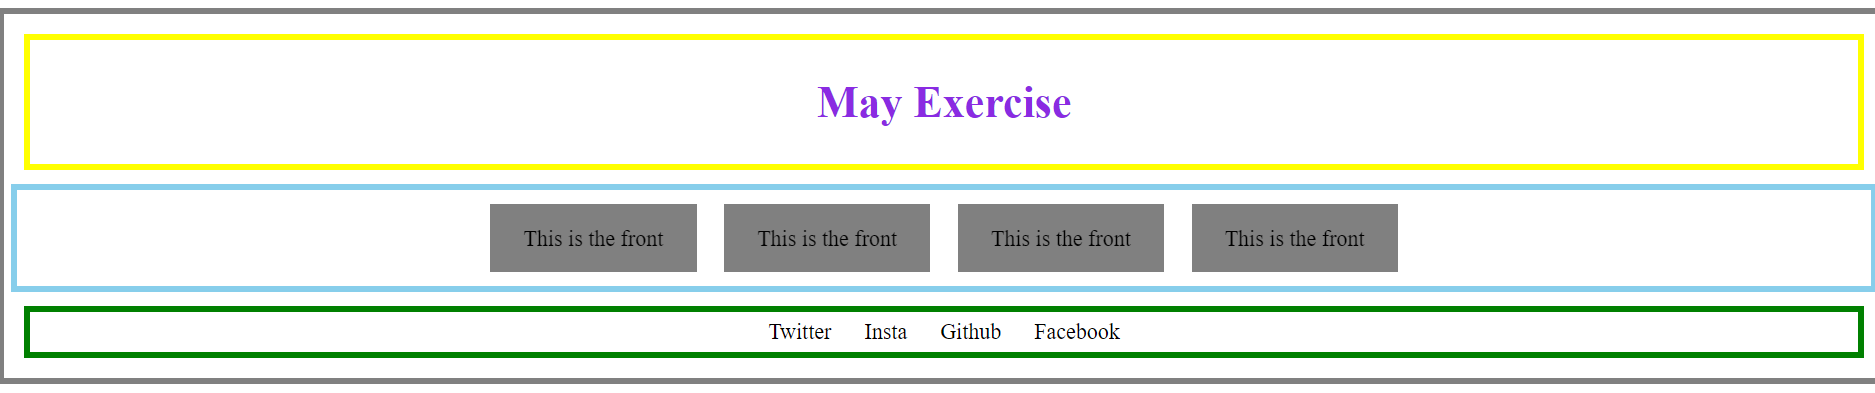 May Exercise
This is the front This is the front This is the front This is the front
Twitter Insta Github Facebook